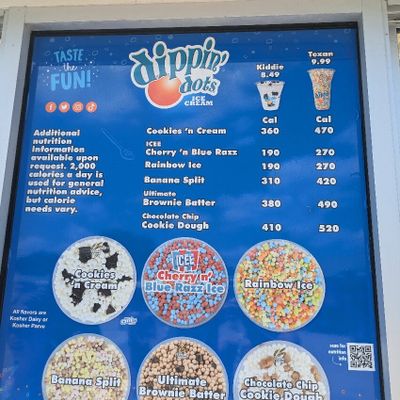 TASTE
the
FUN!
dippin'
dots
ICE
CREAM
Kiddie
8.49
Texan
9.99
Cal Cal
Cookies 'n Cream 360 470
ICEE
Cherry 'n Blue Razz 190 270
Rainbow Ice 190 270
Banana Split 310 420
Ultimate
Brownie Batter 380 490
Chocolate Chip
Cookie Dough 410 520
Additional
nutrition
information
available upon
request. 2,000
calories a day is
used for general
nutrition advice,
but calorie
needs vary.
Cookies
'n Cream
ICEE
Cherry n'
Blue Razz Ice
Rainbow Ice
All flavors are
Kosher Dairy or
Kosher Parve
Banana Split
Ultimate
Brownie Batter
Chocolate Chip
Cookie Dough
scan for
nutrition
info